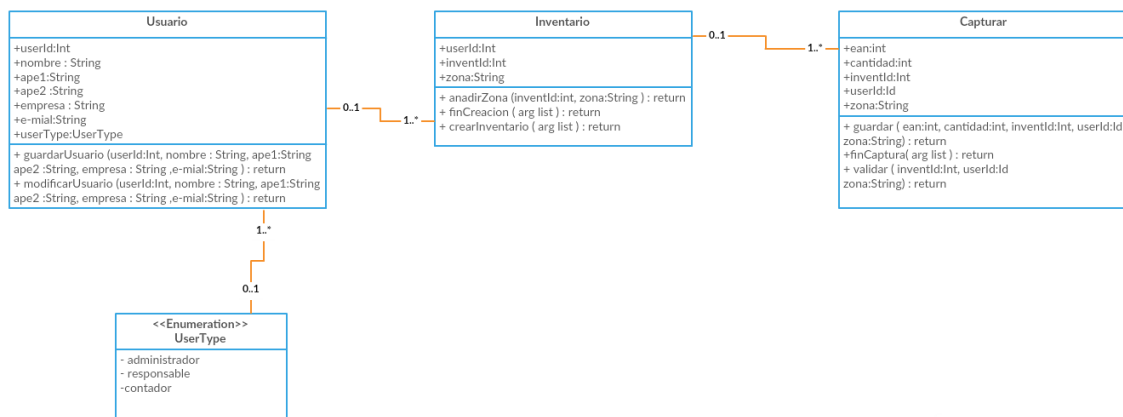 Usuario
+userId:Int
+nombre : String
+ape1:String
+ape2 :String
+empresa : String
+e-mial:String
+userType:UserType
+ guardarUsuario (userId:Int, nombre : String, ape1:String
ape2 :String, empresa : String ,e-mial:String ) : return
+ modificarUsuario (userId:Int, nombre : String, ape1:String
ape2 :String, empresa : String ,e-mial:String ) : return
0..1
1..*
Inventario
+userId:Int
+inventId:Int
+zona:String
+ anadirZona (inventId:int, zona:String ) : return
+ finCreacion ( arg list ) : return
+ crearInventario ( arg list ) : return
0..1
1..*
Capturar
+ean:int
+cantidad:int
+inventId:Int
+userId:Id
+zona:String
+ guardar ( ean:int, cantidad:int, inventId:Int, userId:Id
zona:String) : return
+finCaptura( arg list ) : return
+ validar ( inventId:Int, userId:Id
zona:String) : return
1..*
0..1
<<Enumeration>>
UserType
- administrador
- responsable
-contador